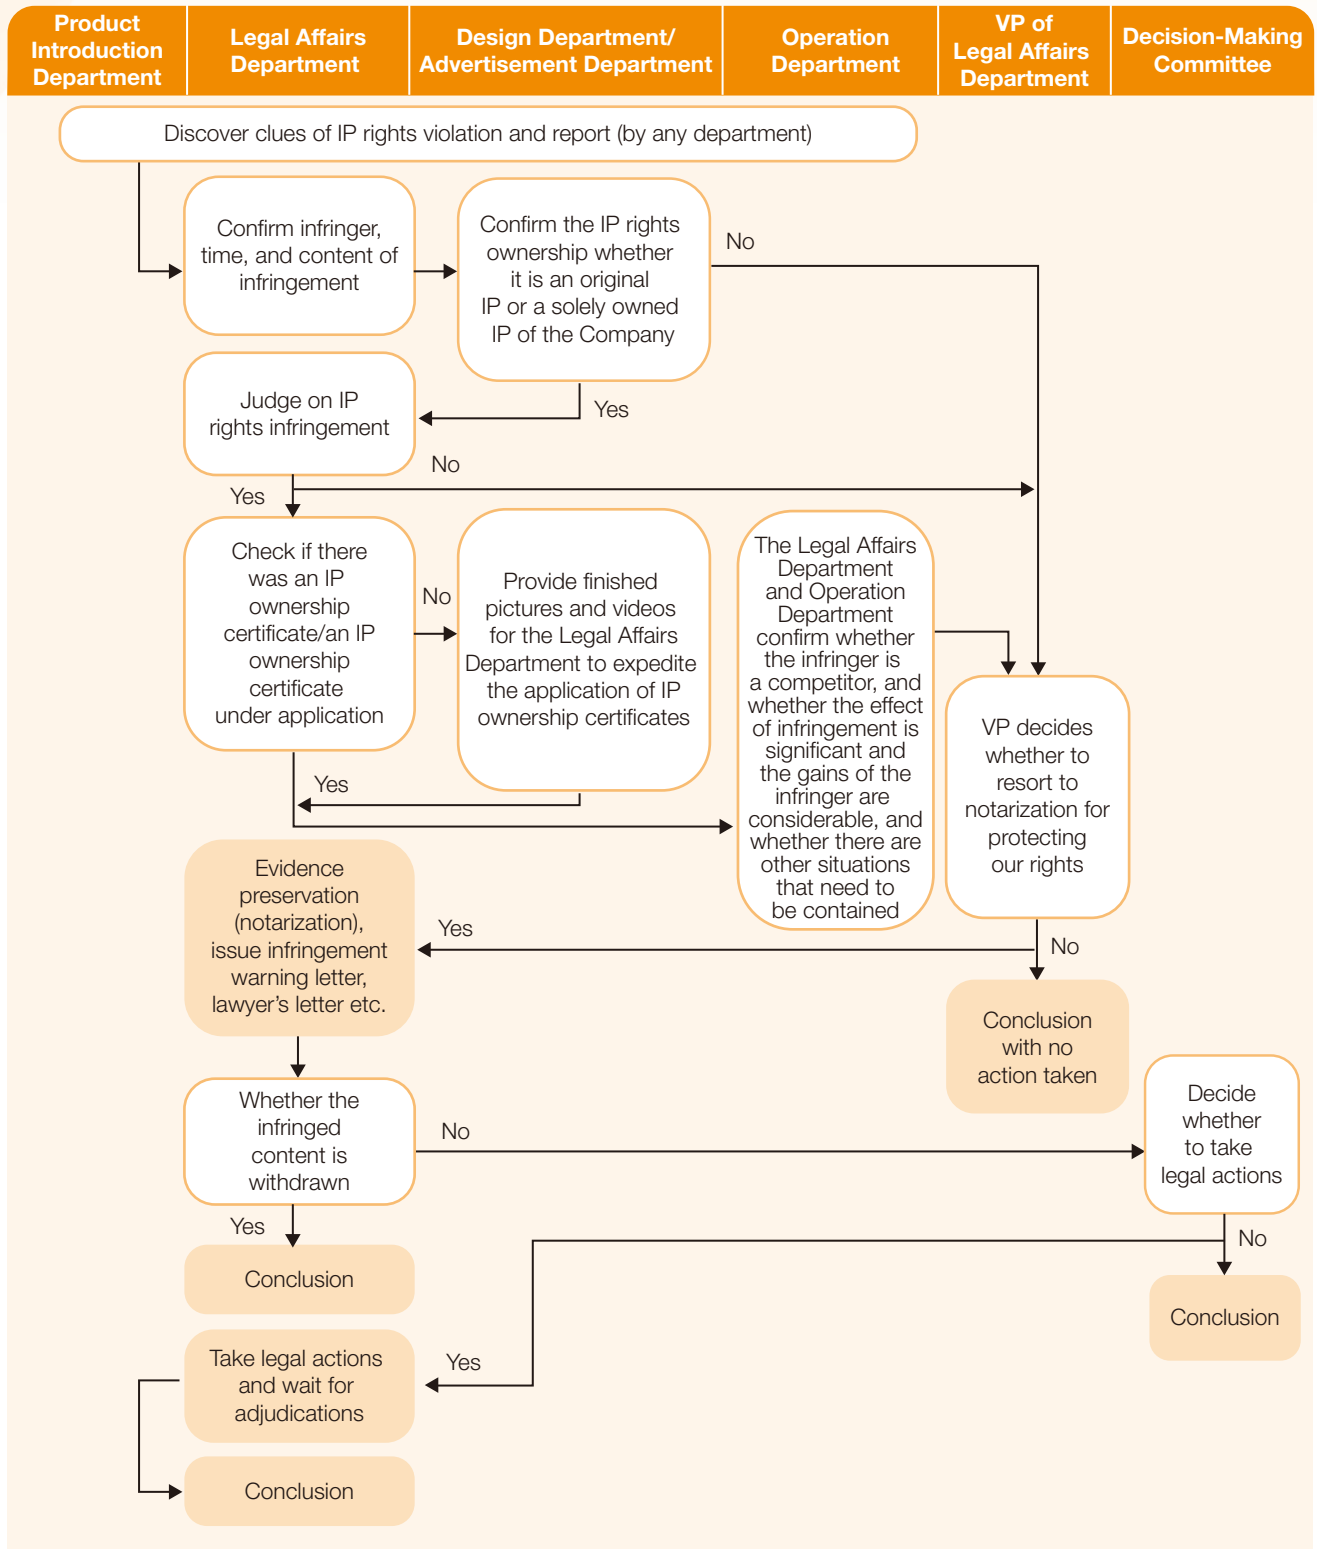 Product
Introduction
Department
Legal Affairs
Department
Design Department/
Advertisement Department
Operation
Department
VP of
Legal Affairs
Department
Decision-Making
Committee
Discover clues of IP rights violation and report (by any department)
Confirm infringer,
time, and content of
infringement
Confirm the IP rights
ownership whether
it is an original
IP or a solely owned
IP of the Company
No
Yes
Judge on IP
rights infringement
No
Yes
Check if there
was an IP
ownership
certificate/an IP
ownership
certificate
under application
No
Provide finished
pictures and videos
for the Legal Affairs
Department to expedite
the application of IP
ownership certificates
Yes
The Legal Affairs
Department
and Operation
Department
confirm whether
the infringer is
a competitor, and
whether the effect
of infringement is
significant and
the gains of the
infringer are
considerable, and
whether there are
other situations
that need to
be contained
VP decides
whether to
resort to
notarization for
protecting
our rights
Yes
No
Evidence
preservation
(notarization),
issue infringement
warning letter,
lawyer's letter etc.
Conclusion
with no
action taken
Whether the
infringed
content is
withdrawn
No
Decide
whether
to take
legal actions
Yes
No
Conclusion
Conclusion
Take legal actions
and wait for
adjudications
Yes
Conclusion